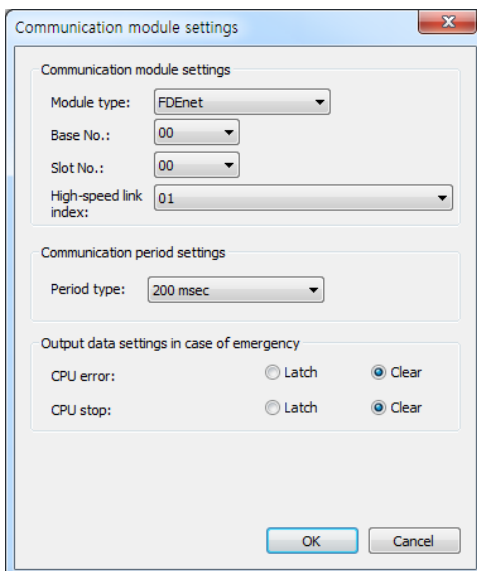 Communication module settings
Communication module settings
Module type: FDEnet
Base No.: 00
Slot No.: 00
High-speed link index: 01
Communication period settings
Period type: 200 msec
Output data settings in case of emergency
CPU error: Latch Clear
CPU stop: Latch Clear
OK Cancel